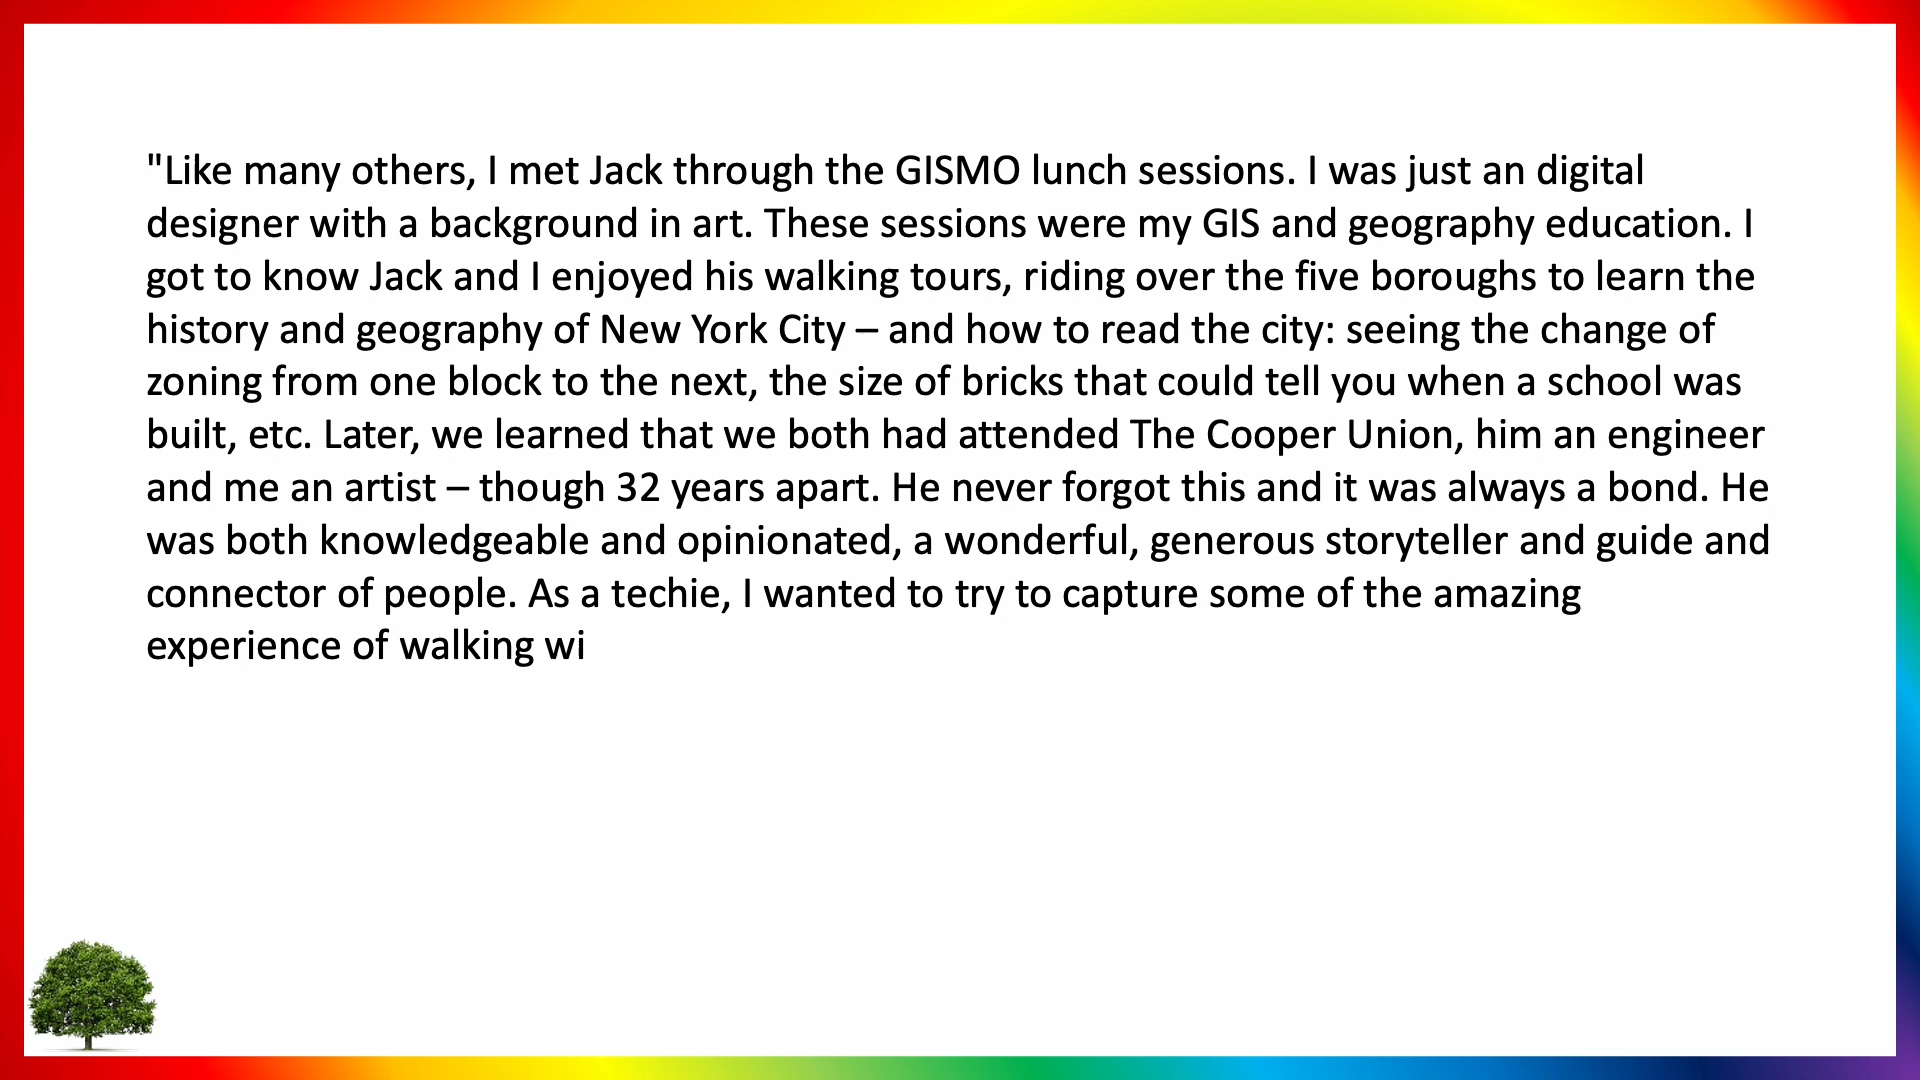 "Like many others, I met Jack through the GISMO lunch sessions. I was just an digital
designer with a background in art. These sessions were my GIS and geography education. I
got to know Jack and I enjoyed his walking tours, riding over the five boroughs to learn the
history and geography of New York City – and how to read the city: seeing the change of
zoning from one block to the next, the size of bricks that could tell you when a school was
built, etc. Later, we learned that we both had attended The Cooper Union, him an engineer
and me an artist – though 32 years apart. He never forgot this and it was always a bond. He
was both knowledgeable and opinionated, a wonderful, generous storyteller and guide and
connector of people. As a techie, I wanted to try to capture some of the amazing
experience of walking wi